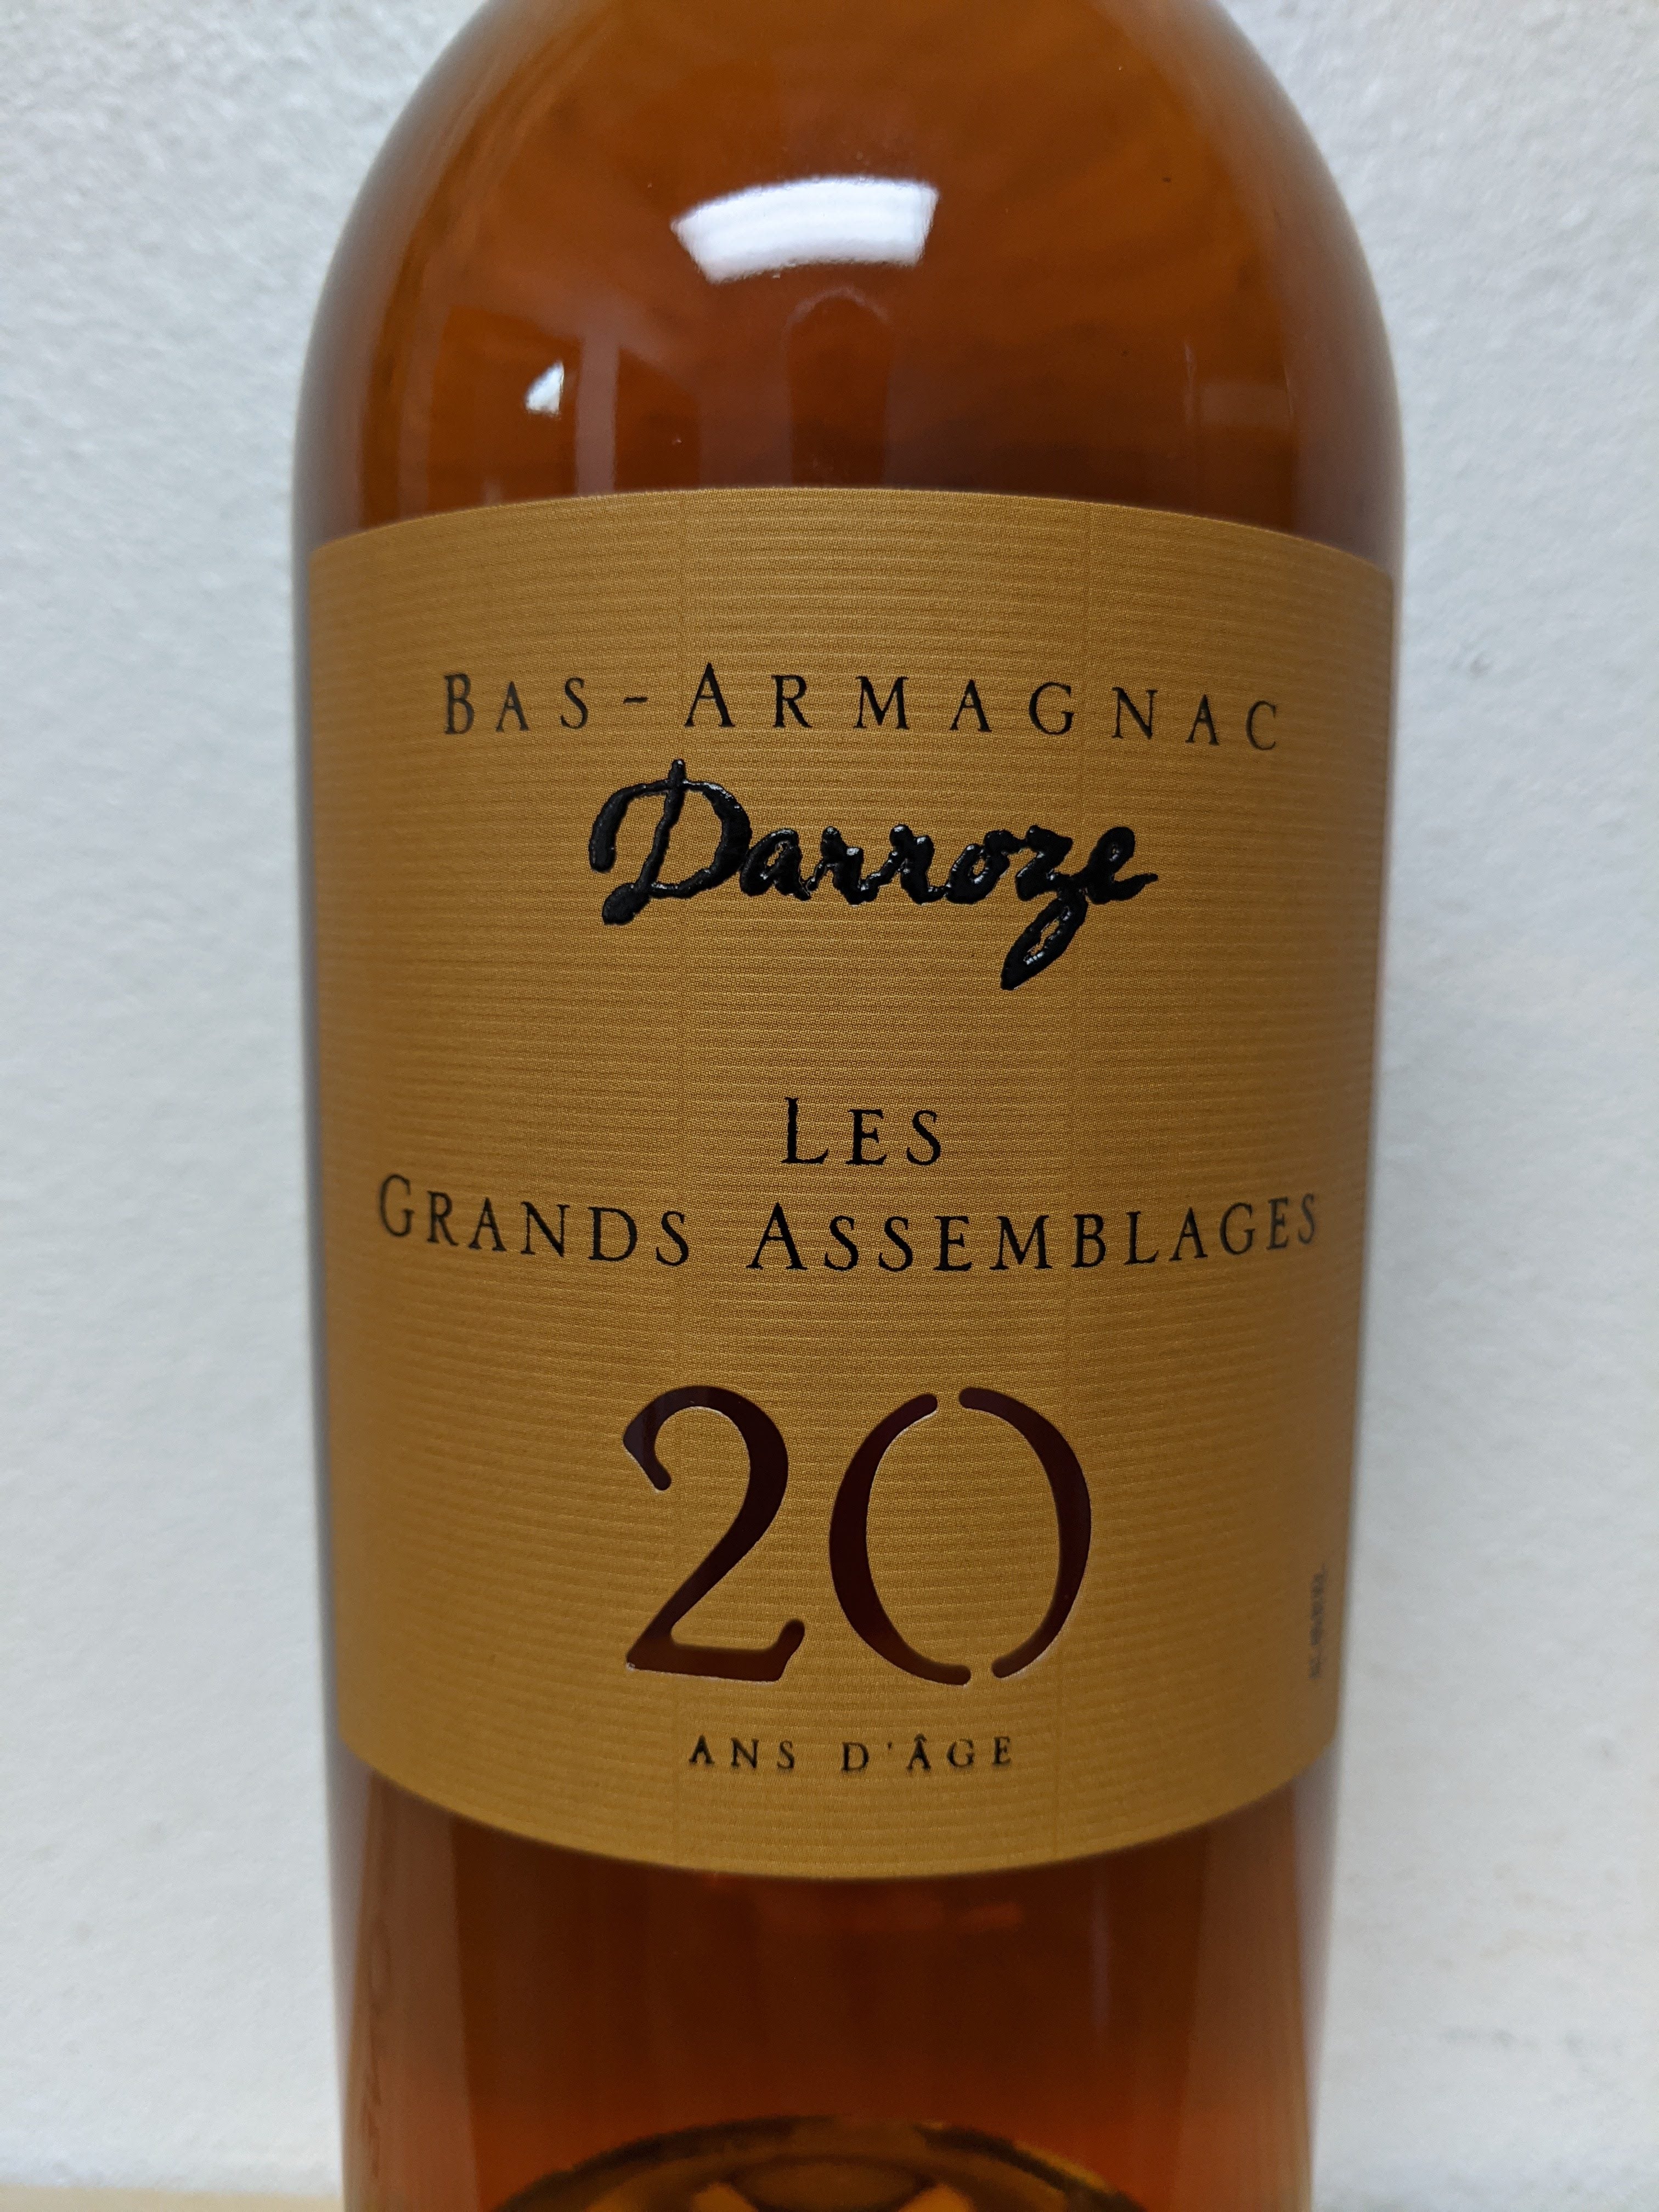 BAS-ARMAGNAC
Darroze
LES
GRANDS ASSEMBLAGES
20
ANS D'ÂGE